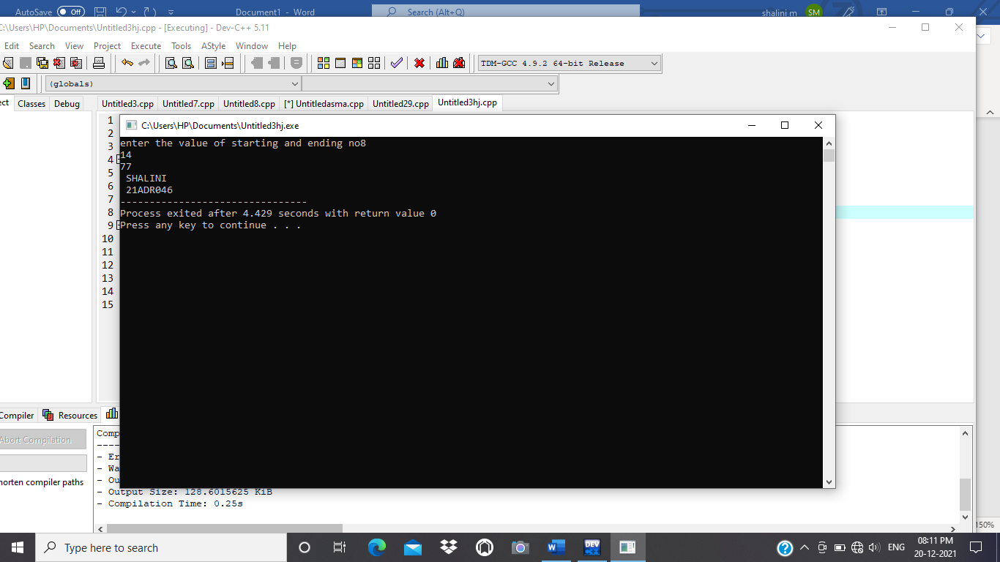 AutoSave Off Document1 - Word Search (Alt+Q) shalini m SM
C:\Users\HP\Documents\Untitled3hj.cpp - [Executing] - Dev-C++ 5.11
Edit Search View Project Execute Tools AStyle Window Help
TDM-GCC 4.9.2 64-bit Release
(globals)
Classes Debug Untitled3.cpp Untitled7.cpp Untitled8.cpp [*] Untitledasma.cpp Untitled29.cpp Untitled3hj.cpp
1
C:\Users\HP\Documents\Untitled3hj.exe
2
3
4
5
6
7
8
9
10
11
12
13
14
15
enter the value of starting and ending no8
14
77
SHALINI
21ADR046
--------------------------------
Process exited after 4.429 seconds with return value 0
Press any key to continue . . .
Compiler Resources
Abort Compilation
horten compiler paths
Comp
----
- Er
- Wa
- Ou
- Output Size: 128.6015625 KiB
- Compilation Time: 0.25s
150%
Type here to search
DEV
ENG
08:11 PM
20-12-2021